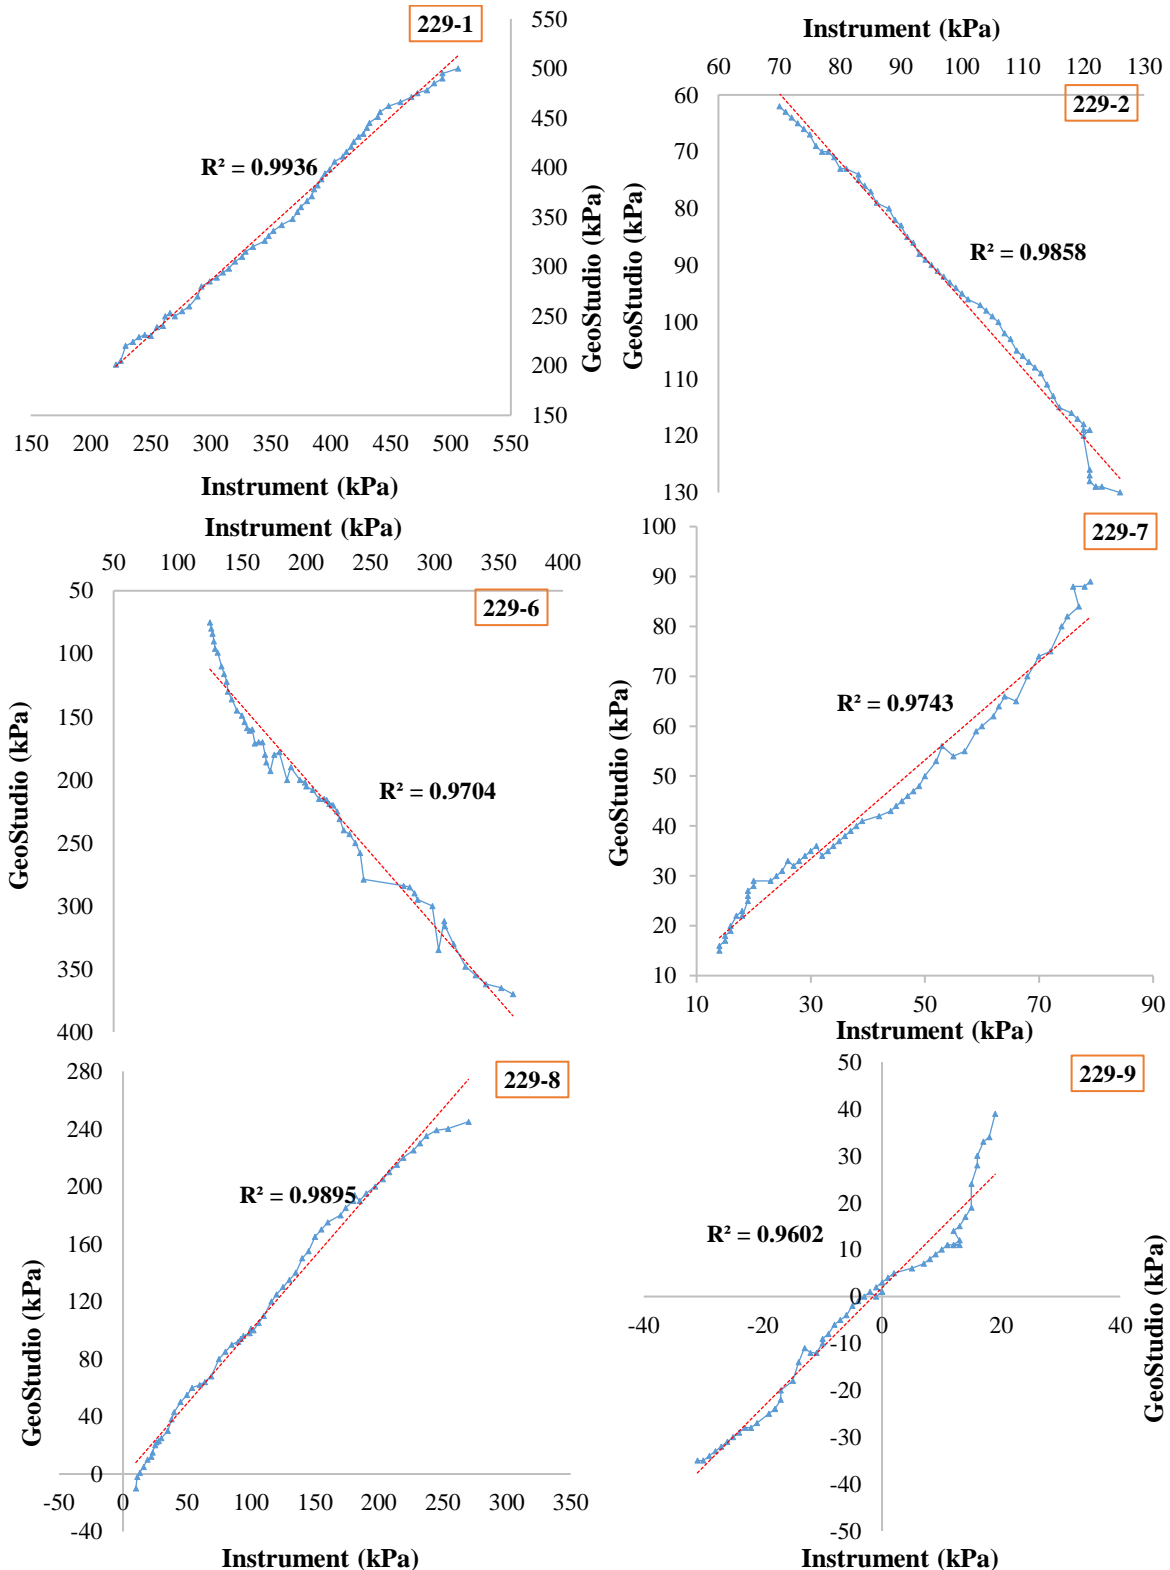 229-1
550
500
450
400
350
300
250
200
150
GeoStudio (kPa)
R² = 0.9936
150 200 250 300 350 400 450 500 550
Instrument (kPa)
Instrument (kPa)
60 70 80 90 100 110 120 130
229-2
60
70
80
90
100
110
120
130
GeoStudio (kPa)
R² = 0.9858
Instrument (kPa)
50 100 150 200 250 300 350 400
229-6
50
100
150
200
250
300
350
400
GeoStudio (kPa)
R² = 0.9704
229-7
100
90
80
70
60
50
40
30
20
10
GeoStudio (kPa)
R² = 0.9743
10 30 50 70 90
Instrument (kPa)
229-8
280
240
200
160
120
80
40
0
-40
GeoStudio (kPa)
R² = 0.9895
-50 0 50 100 150 200 250 300 350
Instrument (kPa)
229-9
50
40
30
20
10
0
-10
-20
-30
-40
-50
GeoStudio (kPa)
R² = 0.9602
-40 -20 0 20 40
Instrument (kPa)